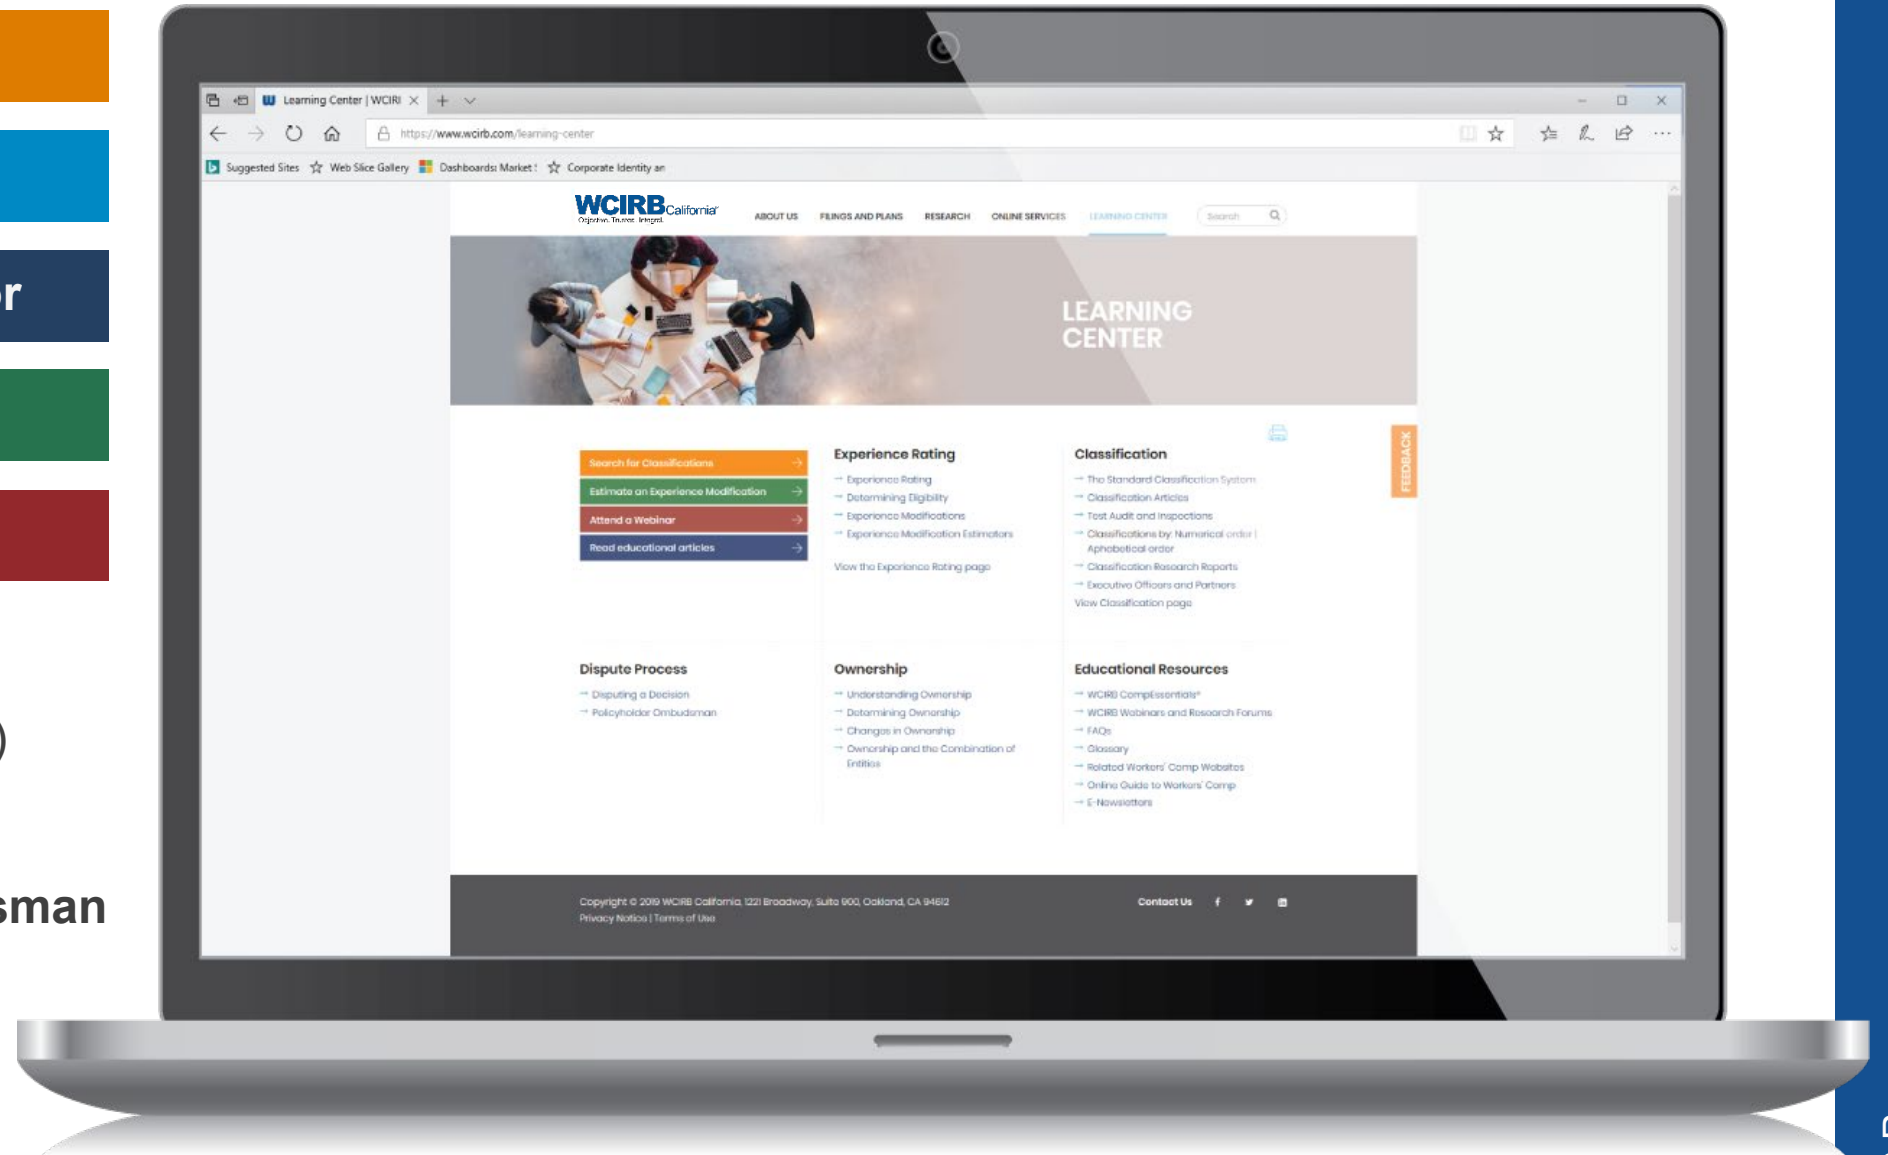 or
)
sman
Learning Center | WCIRI
https://www.wcirb.com/learning-center
Suggested Sites Web Slice Gallery Dashboards: Market : Corporate Identity an
WCIRB California®
Objective. Trusted. Integral.
ABOUT US FILINGS AND PLANS RESEARCH ONLINE SERVICES LEARNING CENTER Search
LEARNING
CENTER
FEEDBACK
Search for Classifications
Estimate an Experience Modification
Attend a Webinar
Read educational articles
Experience Rating
Experience Rating
Determining Eligibility
Experience Modifications
Experience Modification Estimators
View the Experience Rating page
Classification
The Standard Classification System
Classification Articles
Test Audit and Inspections
Classifications by: Numerical order |
Aphabetical order
Classification Research Reports
Executive Officers and Partners
View Classification page
Dispute Process
Disputing a Decision
Policyholder Ombudsman
Ownership
Understanding Ownership
Determining Ownership
Changes in Ownership
Ownership and the Combination of
Entities
Educational Resources
WCIRB CompEssentials®
WCIRB Webinars and Research Forums
FAQs
Glossary
Related Workers' Comp Websites
Online Guide to Workers' Comp
E-Newsletters
Copyright © 2019 WCIRB California, 1221 Broadway, Suite 900, Oakland, CA 94612
Privacy Notice | Terms of Use
Contact Us